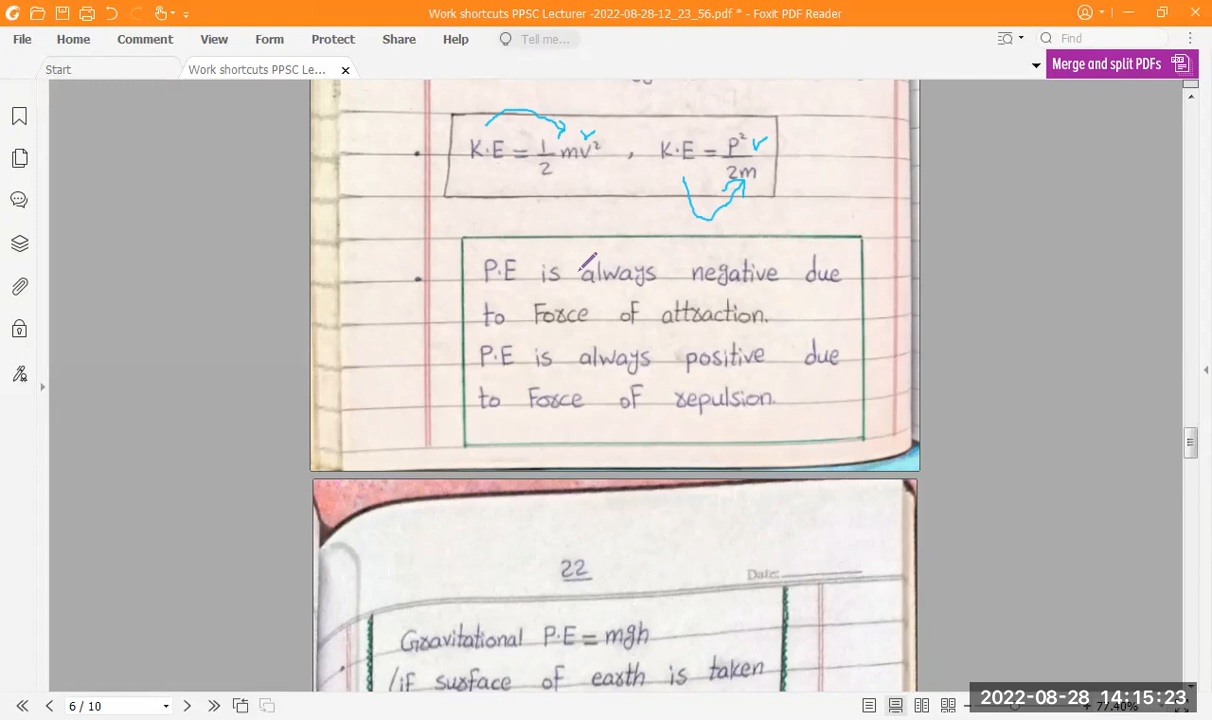 Work shortcuts PPSC Lecturer -2022-08-28-12_23_56.pdf * - Foxit PDF Reader
File Home Comment View Form Protect Share Help Tell me... Find
Start Work shortcuts PPSC Le... Merge and split PDFs
K.E = 1/2 mv² , K.E = P²/2m
P.E is always negative due
to Force of attraction.
P.E is always positive due
to Force of repulsion.
22 Date:
Gravitational P.E = mgh
(if surface of earth is taken
6 / 10 77.40%
2022-08-28 14:15:23